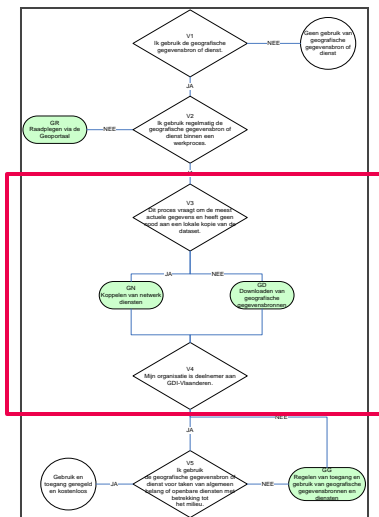 V1
Ik gebruik de geografische
gegevensbron of dienst.
NEE
Geen gebruik van
geografische
gegevensbron of
dienst
JA
V2
Ik gebruik regelmatig de
geografische gegevensbron of
dienst binnen een
werkproces.
NEE
GR
Raadplegen via de
Geoportaal
V3
Dit proces vraagt om de meest
actuele gegevens en heeft geen
nood aan een lokale kopie van de
dataset.
JA
NEE
GN
Koppelen van netwerk
diensten
GD
Downloaden van
geografische
gegevensbronnen
V4
Mijn organisatie is deelnemer aan
GDI-Vlaanderen.
NEE
JA
V5
Ik gebruik
de geografische gegevensbron of
dienst voor taken van algemeen
belang of openbare diensten met
betrekking tot
het milieu.
JA
Gebruik en
toegang geregeld
en kostenloos
NEE
GG
Regelen van toegang en
gebruik van geografische
gegevensbronnen en
diensten